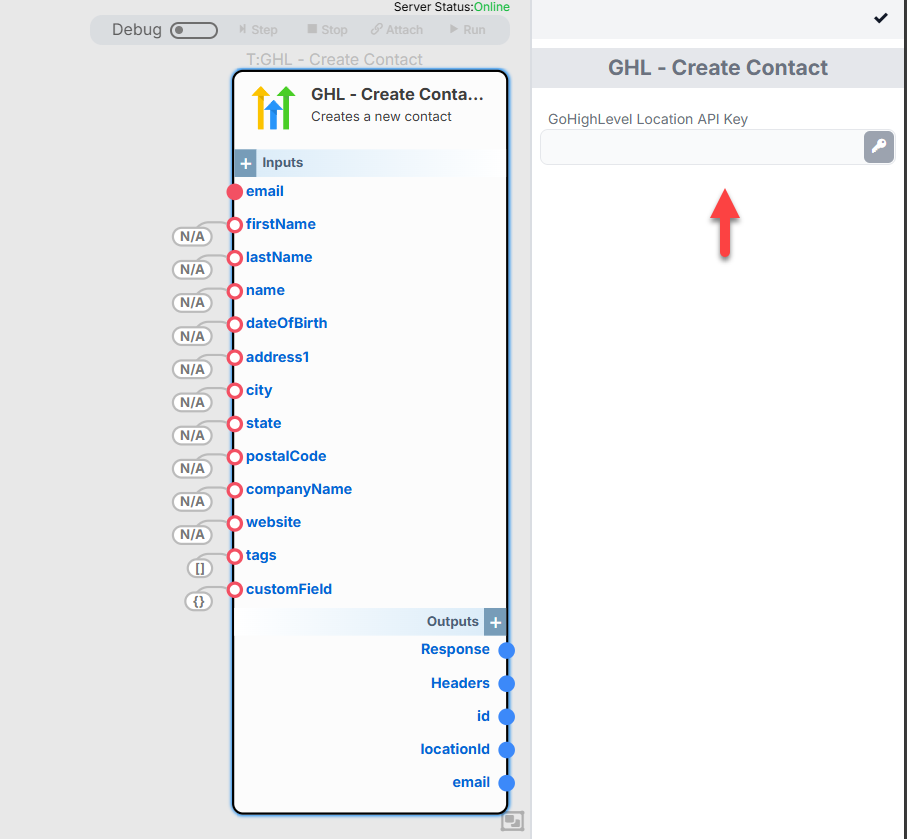 Server Status:Online
Debug Step Stop Attach Run
T:GHL - Create Contact
GHL - Create Conta...
Creates a new contact
Inputs
email
firstName
N/A
lastName
N/A
name
N/A
dateOfBirth
N/A
address1
N/A
city
N/A
state
N/A
postalCode
N/A
companyName
N/A
website
N/A
tags
[]
customField
{}
Outputs
Response
Headers
id
locationId
email
GHL - Create Contact
GoHighLevel Location API Key